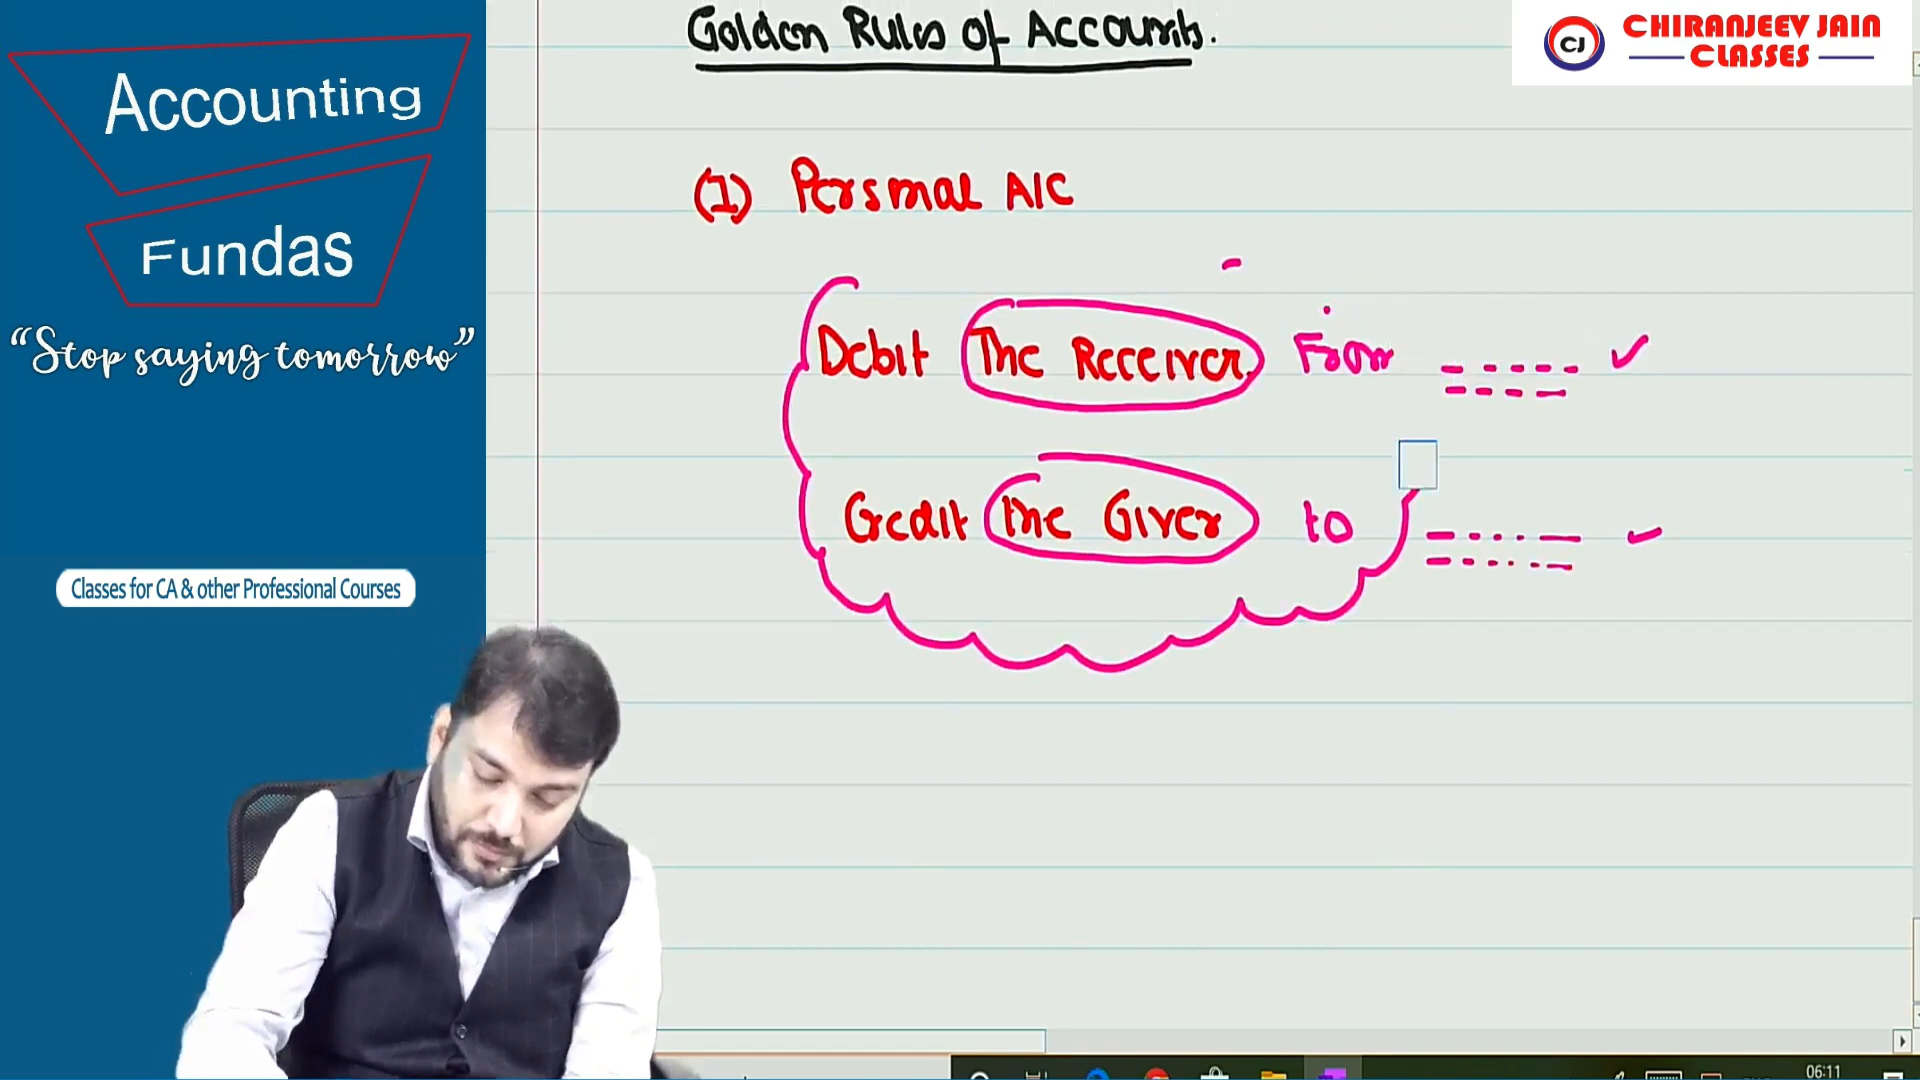 Accounting
Fundas
“Stop saying tomorrow”
Classes for CA & other Professional Courses
Golden Rules of Accounts.
CJ
CHIRANJEEV JAIN
CLASSES
(I) Personal A/C
Debit The Receiver. From
Credit the Giver to
06:11